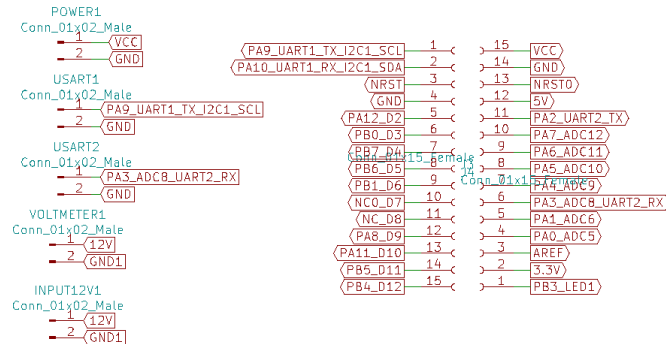 POWER1
Conn_01x02_Male
1 VCC
2 GND
USART1
Conn_01x02_Male
1 PA9_UART1_TX_I2C1_SCL
2 GND
USART2
Conn_01x02_Male
1 PA3_ADC8_UART2_RX
2 GND
VOLTMETER1
Conn_01x02_Male
1 12V
2 GND1
INPUT12V1
Conn_01x02_Male
1 12V
2 GND1
PA9_UART1_TX_I2C1_SCL 1
PA10_UART1_RX_I2C1_SDA 2
NRST 3
GND 4
PA12_D2 5
PB0_D3 6
PB7_D4 7
Conn_01x15_Female
PB6_D5 8
PB1_D6 9
NC0_D7 10
NC_D8 11
PA8_D9 12
PA11_D10 13
PB5_D11 14
PB4_D12 15
15 VCC
14 GND
13 NRST0
12 5V
11 PA2_UART2_TX
10 PA7_ADC12
9 PA6_ADC11
8 PA5_ADC10
Conn_01x15_Female
7 PA4_ADC9
6 PA3_ADC8_UART2_RX
5 PA1_ADC6
4 PA0_ADC5
3 AREF
2 3.3V
1 PB3_LED1